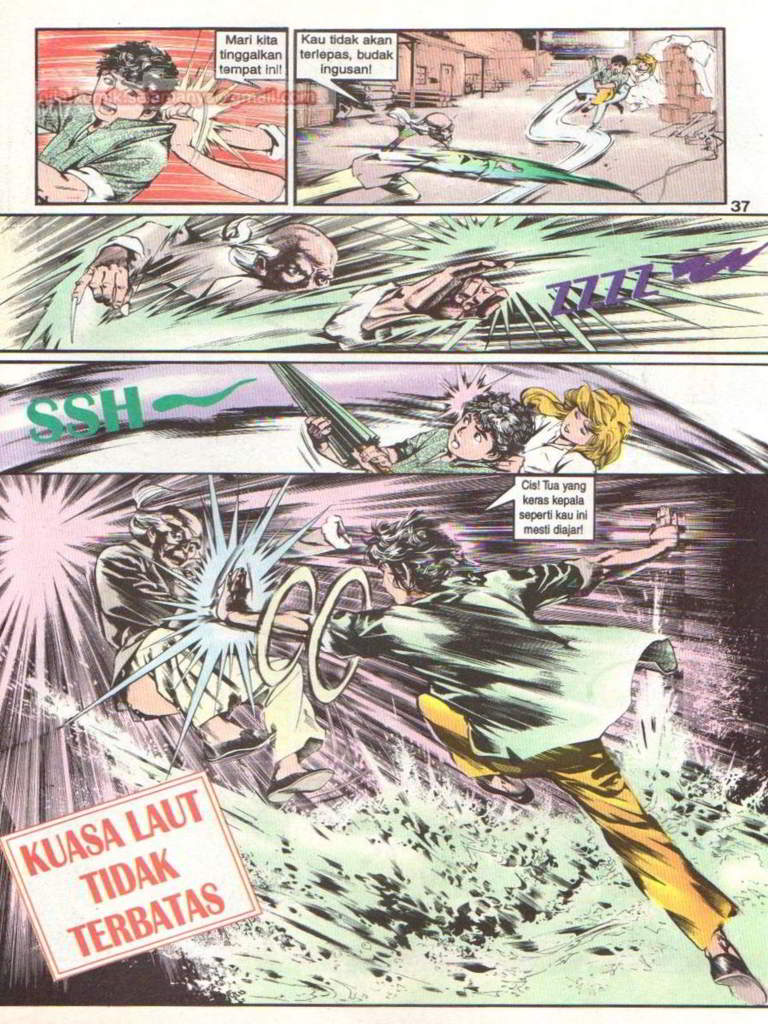 Mari kita
tinggalkan
tempat ini!
Kau tidak akan
terlepas, budak
ingusan!
37
ZZZZ
SSH
Cis! Tua yang
keras kepala
seperti kau ini
mesti diajar!
KUASA LAUT
TIDAK
TERBATAS